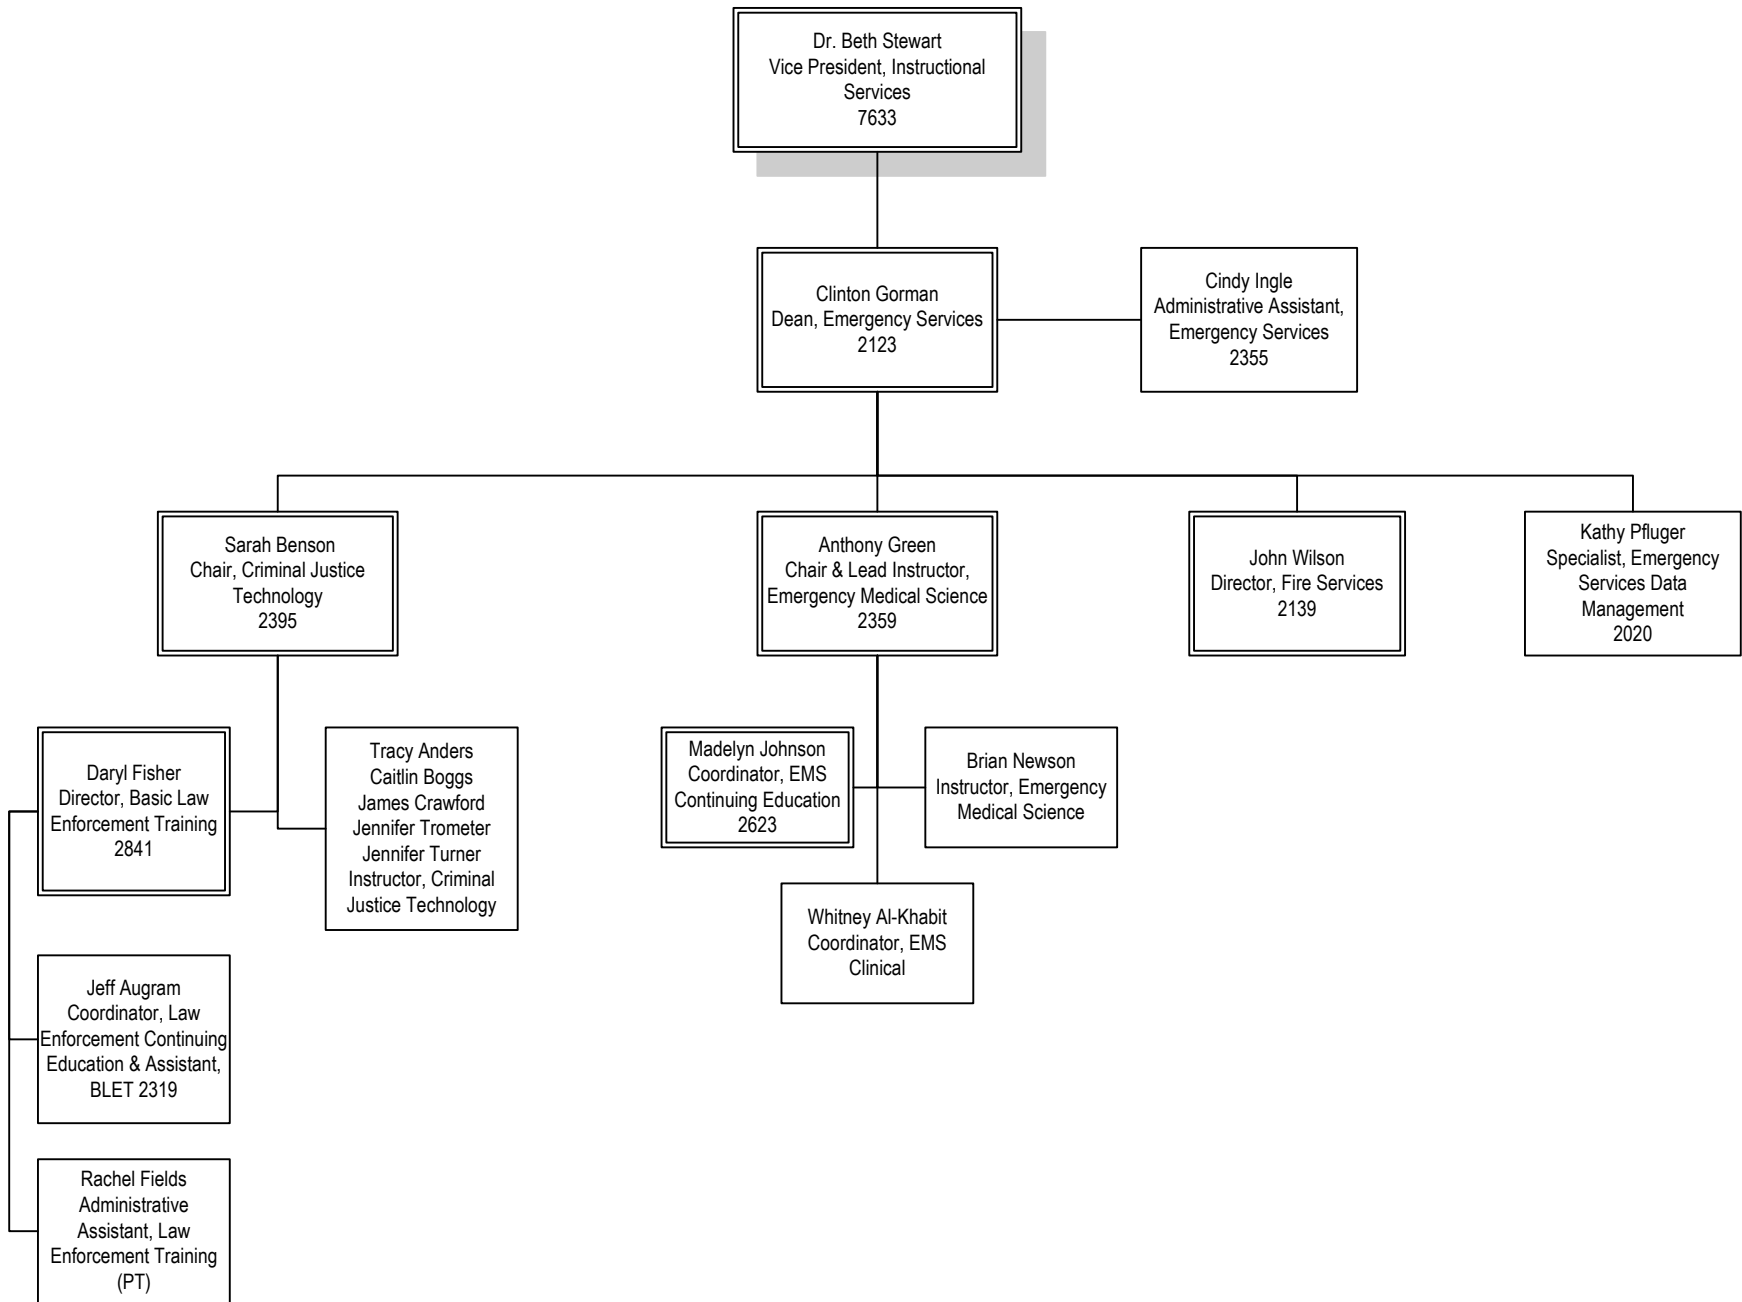 Dr. Beth Stewart
Vice President, Instructional
Services
7633
Clinton Gorman
Dean, Emergency Services
2123
Cindy Ingle
Administrative Assistant,
Emergency Services
2355
Sarah Benson
Chair, Criminal Justice
Technology
2395
Anthony Green
Chair & Lead Instructor,
Emergency Medical Science
2359
John Wilson
Director, Fire Services
2139
Kathy Pfluger
Specialist, Emergency
Services Data
Management
2020
Daryl Fisher
Director, Basic Law
Enforcement Training
2841
Tracy Anders
Caitlin Boggs
James Crawford
Jennifer Trometer
Jennifer Turner
Instructor, Criminal
Justice Technology
Madelyn Johnson
Coordinator, EMS
Continuing Education
2623
Brian Newson
Instructor, Emergency
Medical Science
Whitney Al-Khabit
Coordinator, EMS
Clinical
Jeff Augram
Coordinator, Law
Enforcement Continuing
Education & Assistant,
BLET 2319
Rachel Fields
Administrative
Assistant, Law
Enforcement Training
(PT)